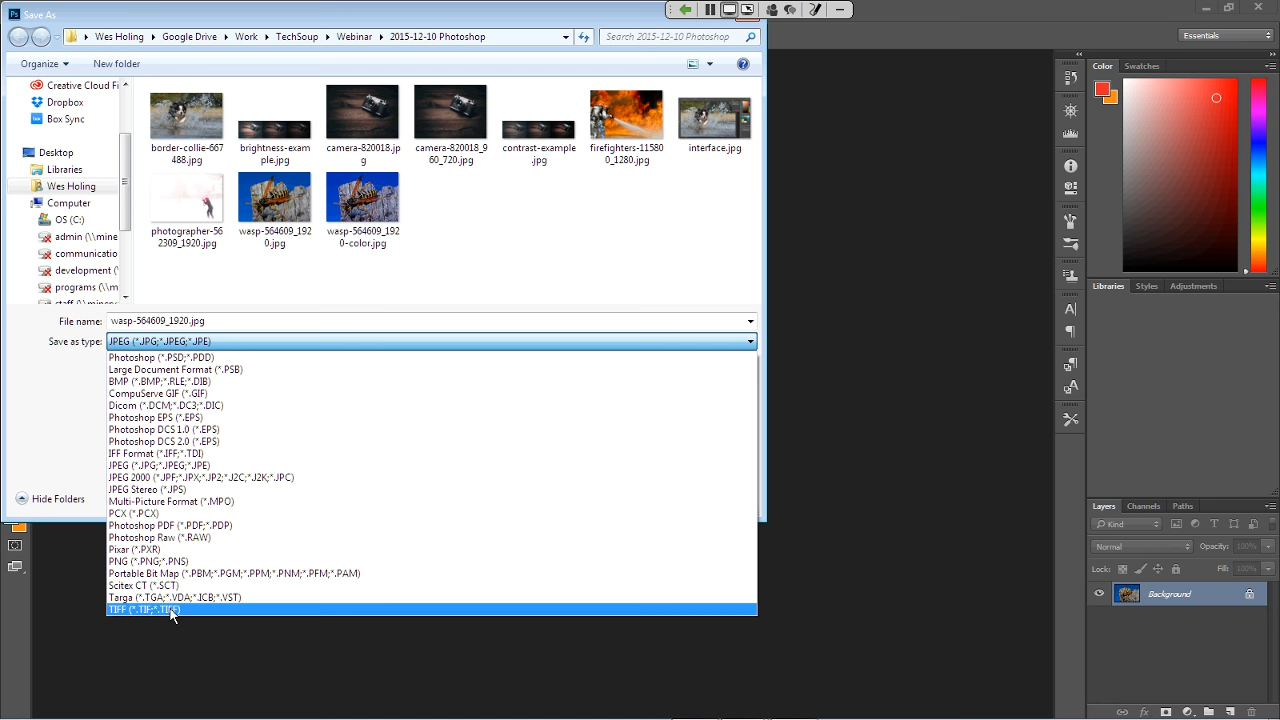 Save As
Wes Holing
Google Drive
Work
TechSoup
Webinar
2015-12-10 Photoshop
Search 2015-12-10 Photoshop
Essentials
Organize
New folder
Creative Cloud Fi
Dropbox
Box Sync
Desktop
Libraries
Wes Holing
Computer
OS (C:)
admin (\\mine
communication
development (\
programs (\\mi
border-collie-667
488.jpg
brightness-exam
ple.jpg
camera-820018.jp
g
camera-820018_9
60_720.jpg
contrast-example
.jpg
firefighters-11580
0_1280.jpg
interface.jpg
photographer-56
2309_1920.jpg
wasp-564609_192
0.jpg
wasp-564609_192
0-color.jpg
File name:
wasp-564609_1920.jpg
Save as type:
JPEG (*.JPG;*.JPEG;*.JPE)
Photoshop (*.PSD;*.PDD)
Large Document Format (*.PSB)
BMP (*.BMP;*.RLE;*.DIB)
CompuServe GIF (*.GIF)
Dicom (*.DCM;*.DC3;*.DIC)
Photoshop EPS (*.EPS)
Photoshop DCS 1.0 (*.EPS)
Photoshop DCS 2.0 (*.EPS)
IFF Format (*.IFF;*.TDI)
JPEG (*.JPG;*.JPEG;*.JPE)
JPEG 2000 (*.JPF;*.JPX;*.JP2;*.J2C;*.J2K;*.JPC)
JPEG Stereo (*.JPS)
Multi-Picture Format (*.MPO)
PCX (*.PCX)
Photoshop PDF (*.PDF;*.PDP)
Photoshop Raw (*.RAW)
Pixar (*.PXR)
PNG (*.PNG;*.PNS)
Portable Bit Map (*.PBM;*.PGM;*.PPM;*.PNM;*.PFM;*.PAM)
Scitex CT (*.SCT)
Targa (*.TGA;*.VDA;*.ICB;*.VST)
TIFF (*.TIF;*.TIFF)
Hide Folders
Color
Swatches
Libraries
Styles
Adjustments
Layers
Channels
Paths
Kind
Normal
Opacity:
100%
Lock:
Fill:
100%
Background